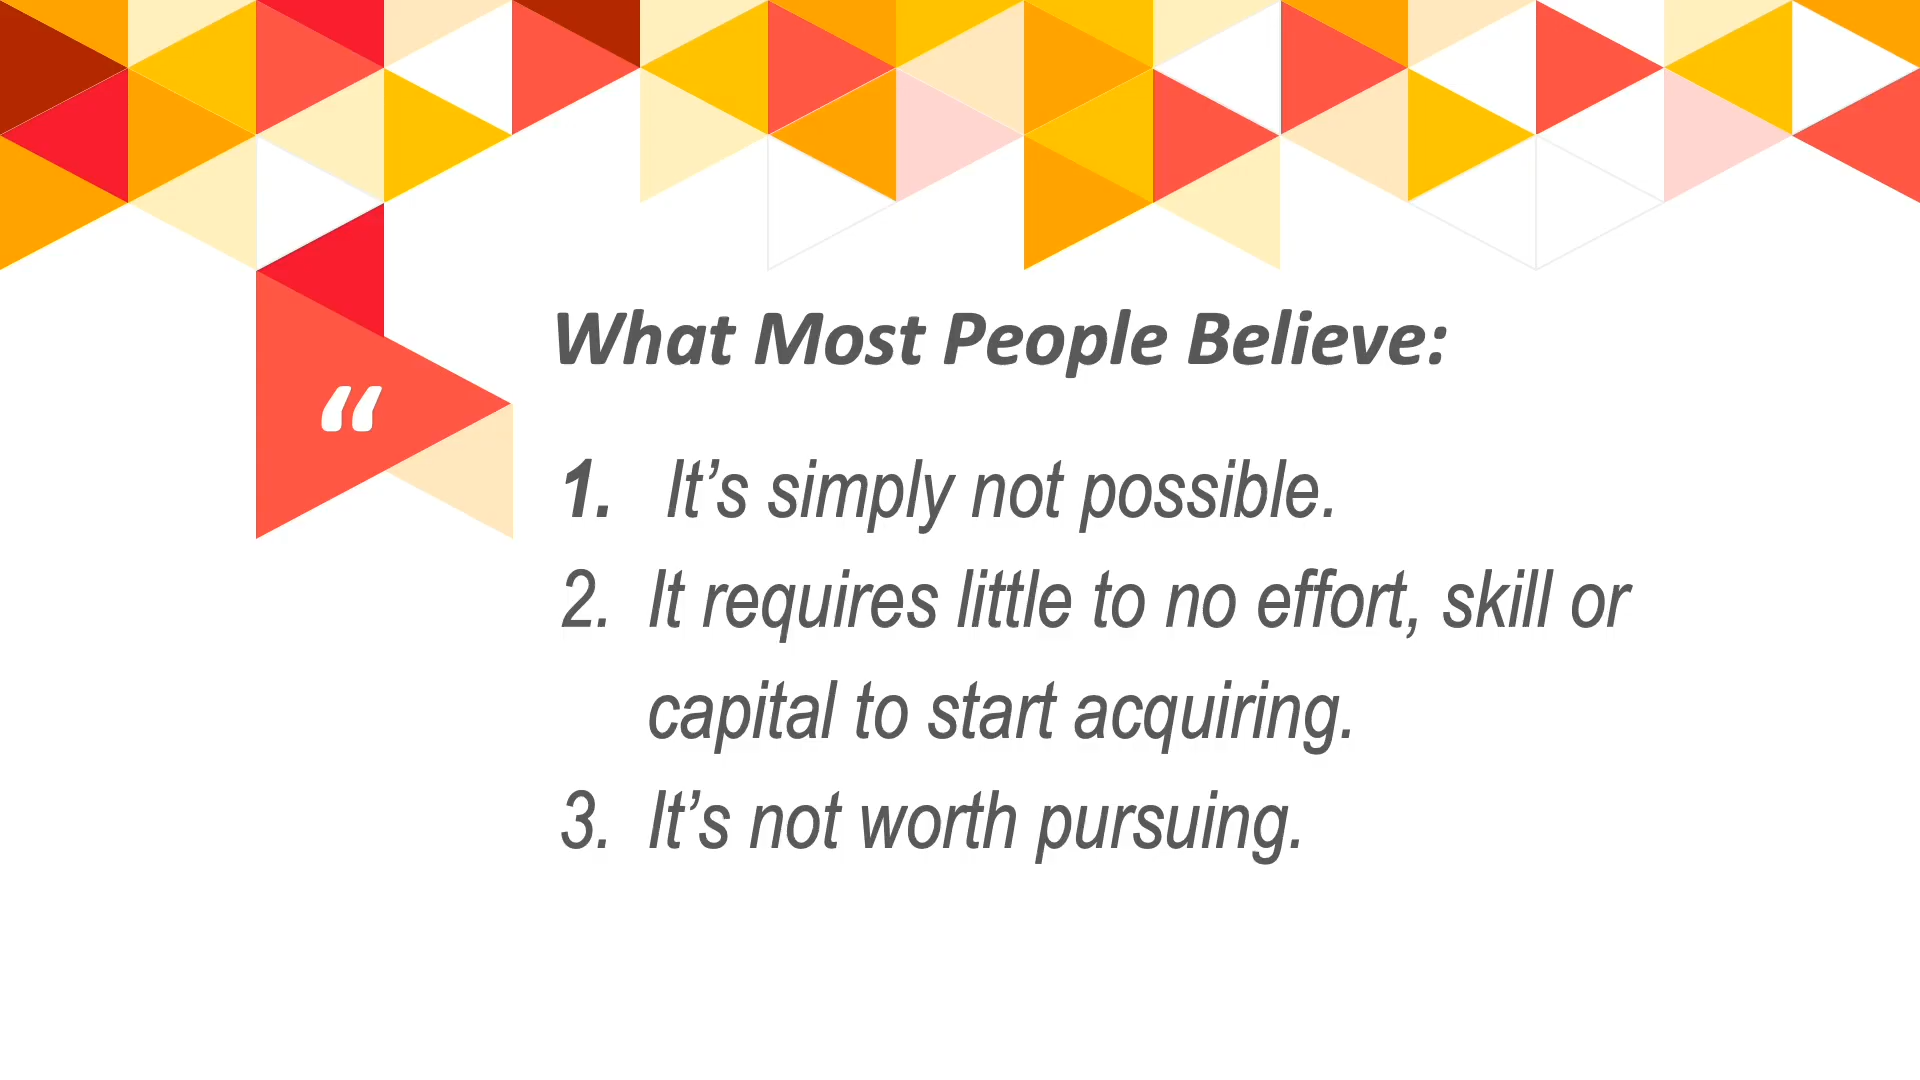 What Most People Believe:
“
1. It’s simply not possible.
2. It requires little to no effort, skill or
capital to start acquiring.
3. It’s not worth pursuing.